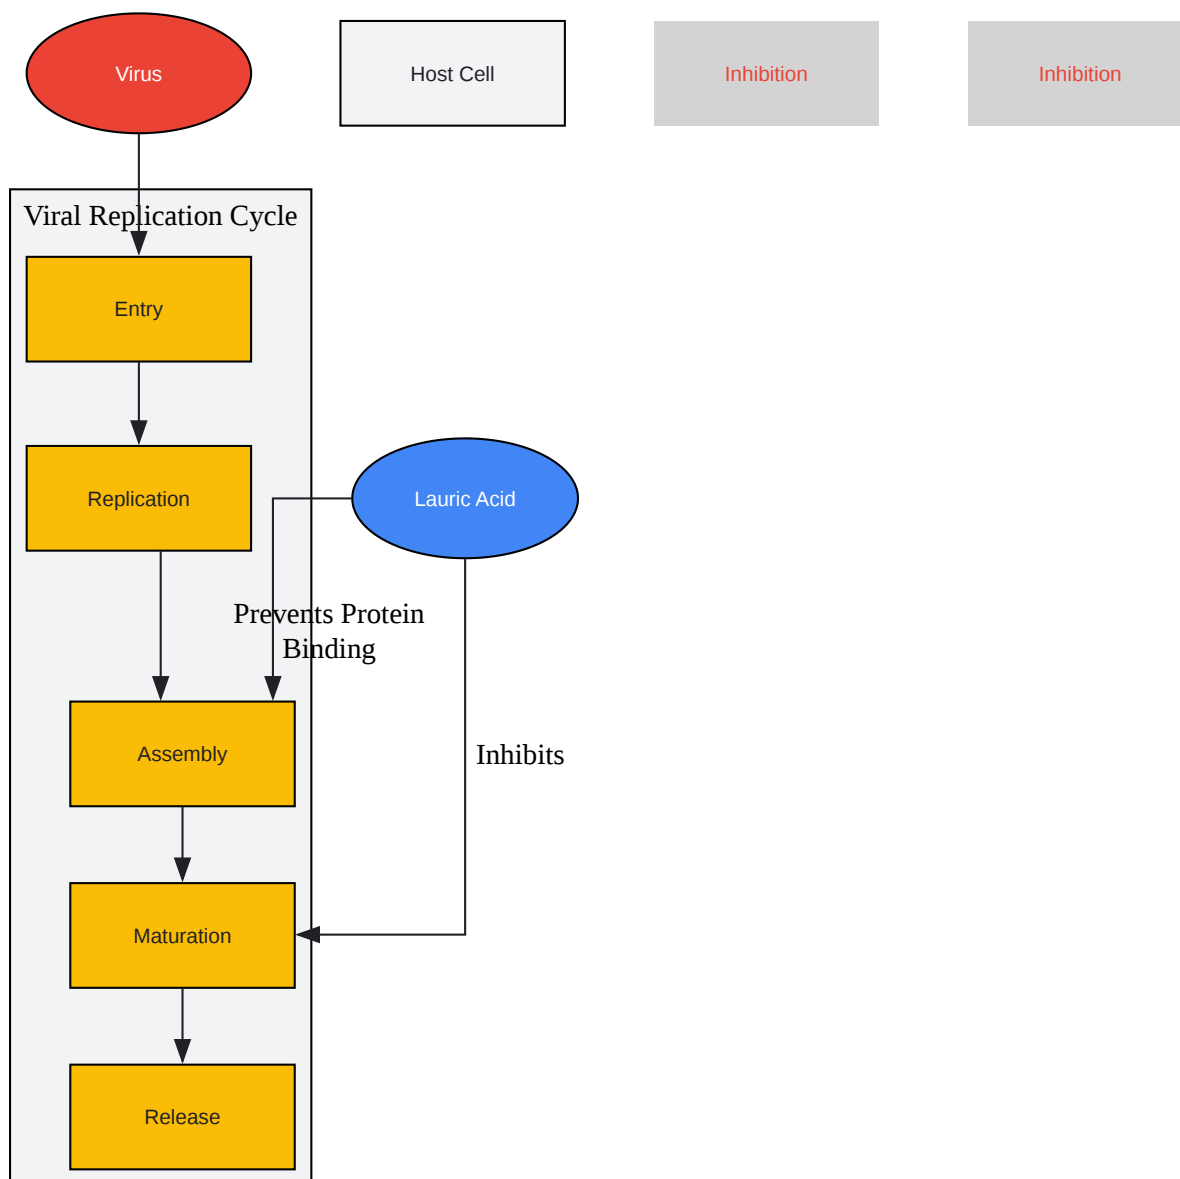 Virus
Host Cell
Inhibition
Inhibition
Viral Replication Cycle
Entry
Replication
Lauric Acid
Prevents Protein
Binding
Assembly
Inhibits
Maturation
Release